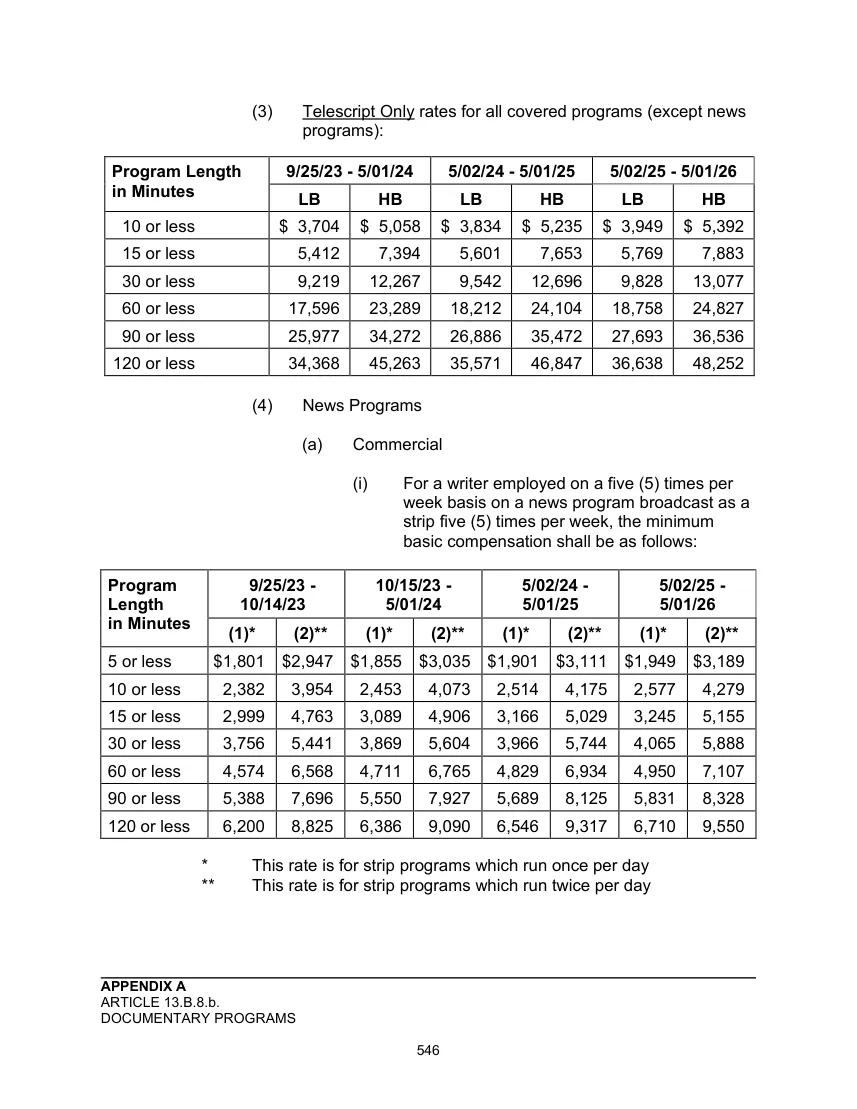 (3) Telescript Only rates for all covered programs (except news
programs):
Program Length 9/25/23 - 5/01/24 5/02/24 - 5/01/25 5/02/25 - 5/01/26
in Minutes LB HB LB HB LB HB
10 or less $ 3,704 $ 5,058 $ 3,834 $ 5,235 $ 3,949 $ 5,392
15 or less 5,412 7,394 5,601 7,653 5,769 7,883
30 or less 9,219 12,267 9,542 12,696 9,828 13,077
60 or less 17,596 23,289 18,212 24,104 18,758 24,827
90 or less 25,977 34,272 26,886 35,472 27,693 36,536
120 or less 34,368 45,263 35,571 46,847 36,638 48,252
(4) News Programs
(a) Commercial
(i) For a writer employed on a five (5) times per
week basis on a news program broadcast as a
strip five (5) times per week, the minimum
basic compensation shall be as follows:
Program 9/25/23 - 10/15/23 - 5/02/24 - 5/02/25 -
Length 10/14/23 5/01/24 5/01/25 5/01/26
in Minutes (1)* (2)** (1)* (2)** (1)* (2)** (1)* (2)**
5 or less $1,801 $2,947 $1,855 $3,035 $1,901 $3,111 $1,949 $3,189
10 or less 2,382 3,954 2,453 4,073 2,514 4,175 2,577 4,279
15 or less 2,999 4,763 3,089 4,906 3,166 5,029 3,245 5,155
30 or less 3,756 5,441 3,869 5,604 3,966 5,744 4,065 5,888
60 or less 4,574 6,568 4,711 6,765 4,829 6,934 4,950 7,107
90 or less 5,388 7,696 5,550 7,927 5,689 8,125 5,831 8,328
120 or less 6,200 8,825 6,386 9,090 6,546 9,317 6,710 9,550
* This rate is for strip programs which run once per day
** This rate is for strip programs which run twice per day
APPENDIX A
ARTICLE 13.B.8.b.
DOCUMENTARY PROGRAMS
546